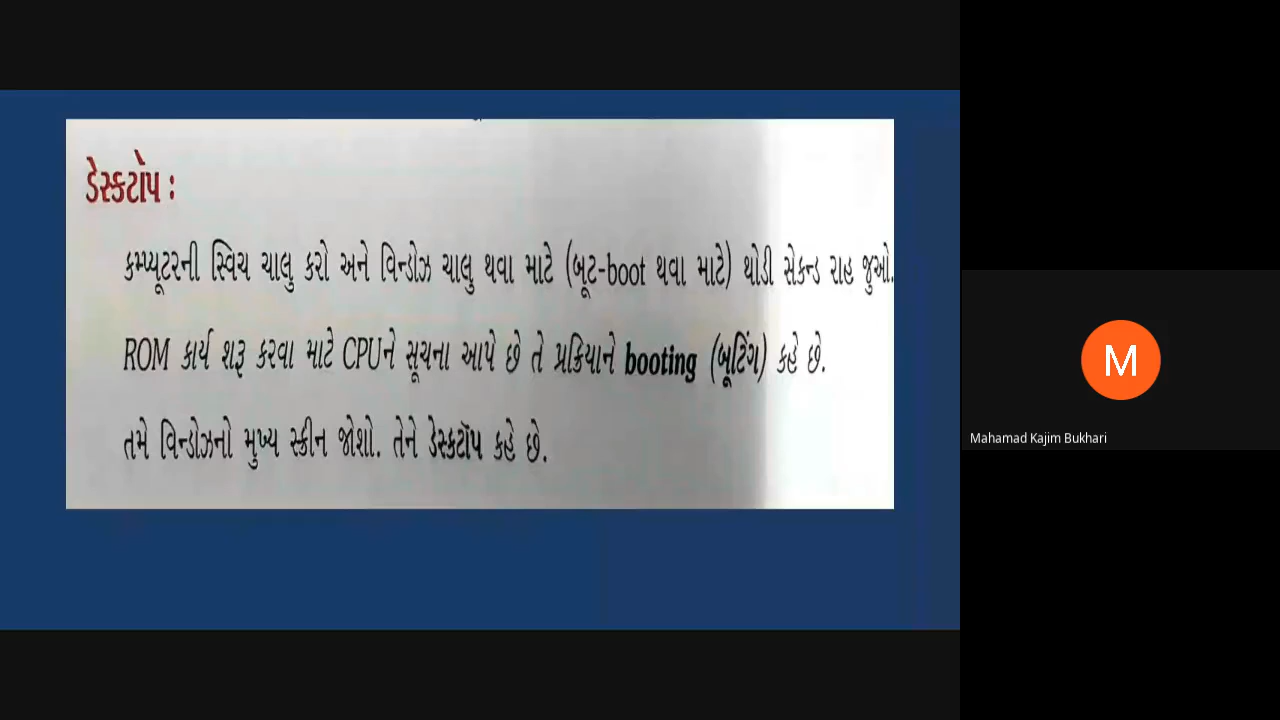 ડેસ્કટૉપ :
કમ્પ્યૂટરની સ્વિચ ચાલુ કરો અને વિન્ડોઝ ચાલુ થવા માટે (બૂટ-boot થવા માટે) થોડી સેકન્ડ રાહ જુઓ.
ROM કાર્ય શરૂ કરવા માટે CPUને સૂચના આપે છે તે પ્રક્રિયાને booting (બૂટિંગ) કહે છે.
તમે વિન્ડોઝનો મુખ્ય સ્ક્રીન જોશો. તેને ડેસ્કટૉપ કહે છે.
M
Mahamad Kajim Bukhari